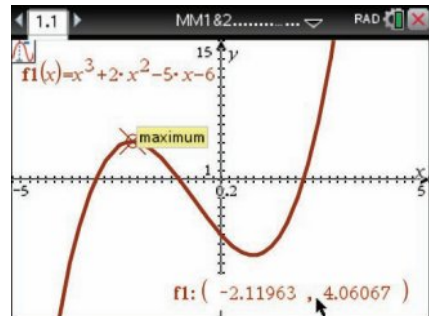 1.1 MM1&2........ ... RAD
15 y
f1(x)=x³+2·x²-5·x-6
maximum
1 x
-5 0.2 5
f1: ( -2.11963 , 4.06067 )